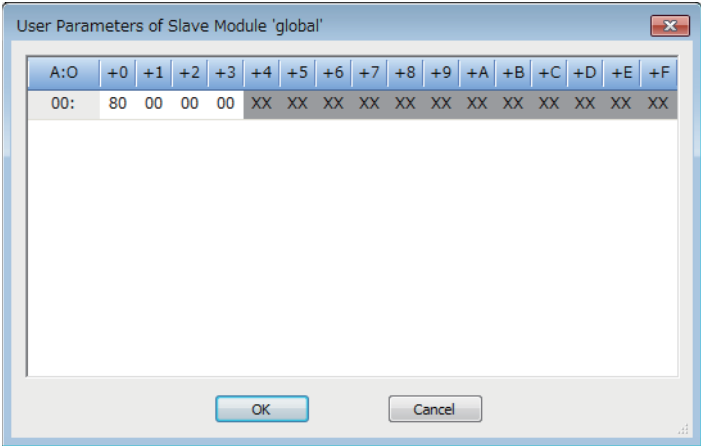 User Parameters of Slave Module 'global'
A:O +0 +1 +2 +3 +4 +5 +6 +7 +8 +9 +A +B +C +D +E +F
00: 80 00 00 00 XX XX XX XX XX XX XX XX XX XX XX XX
OK Cancel